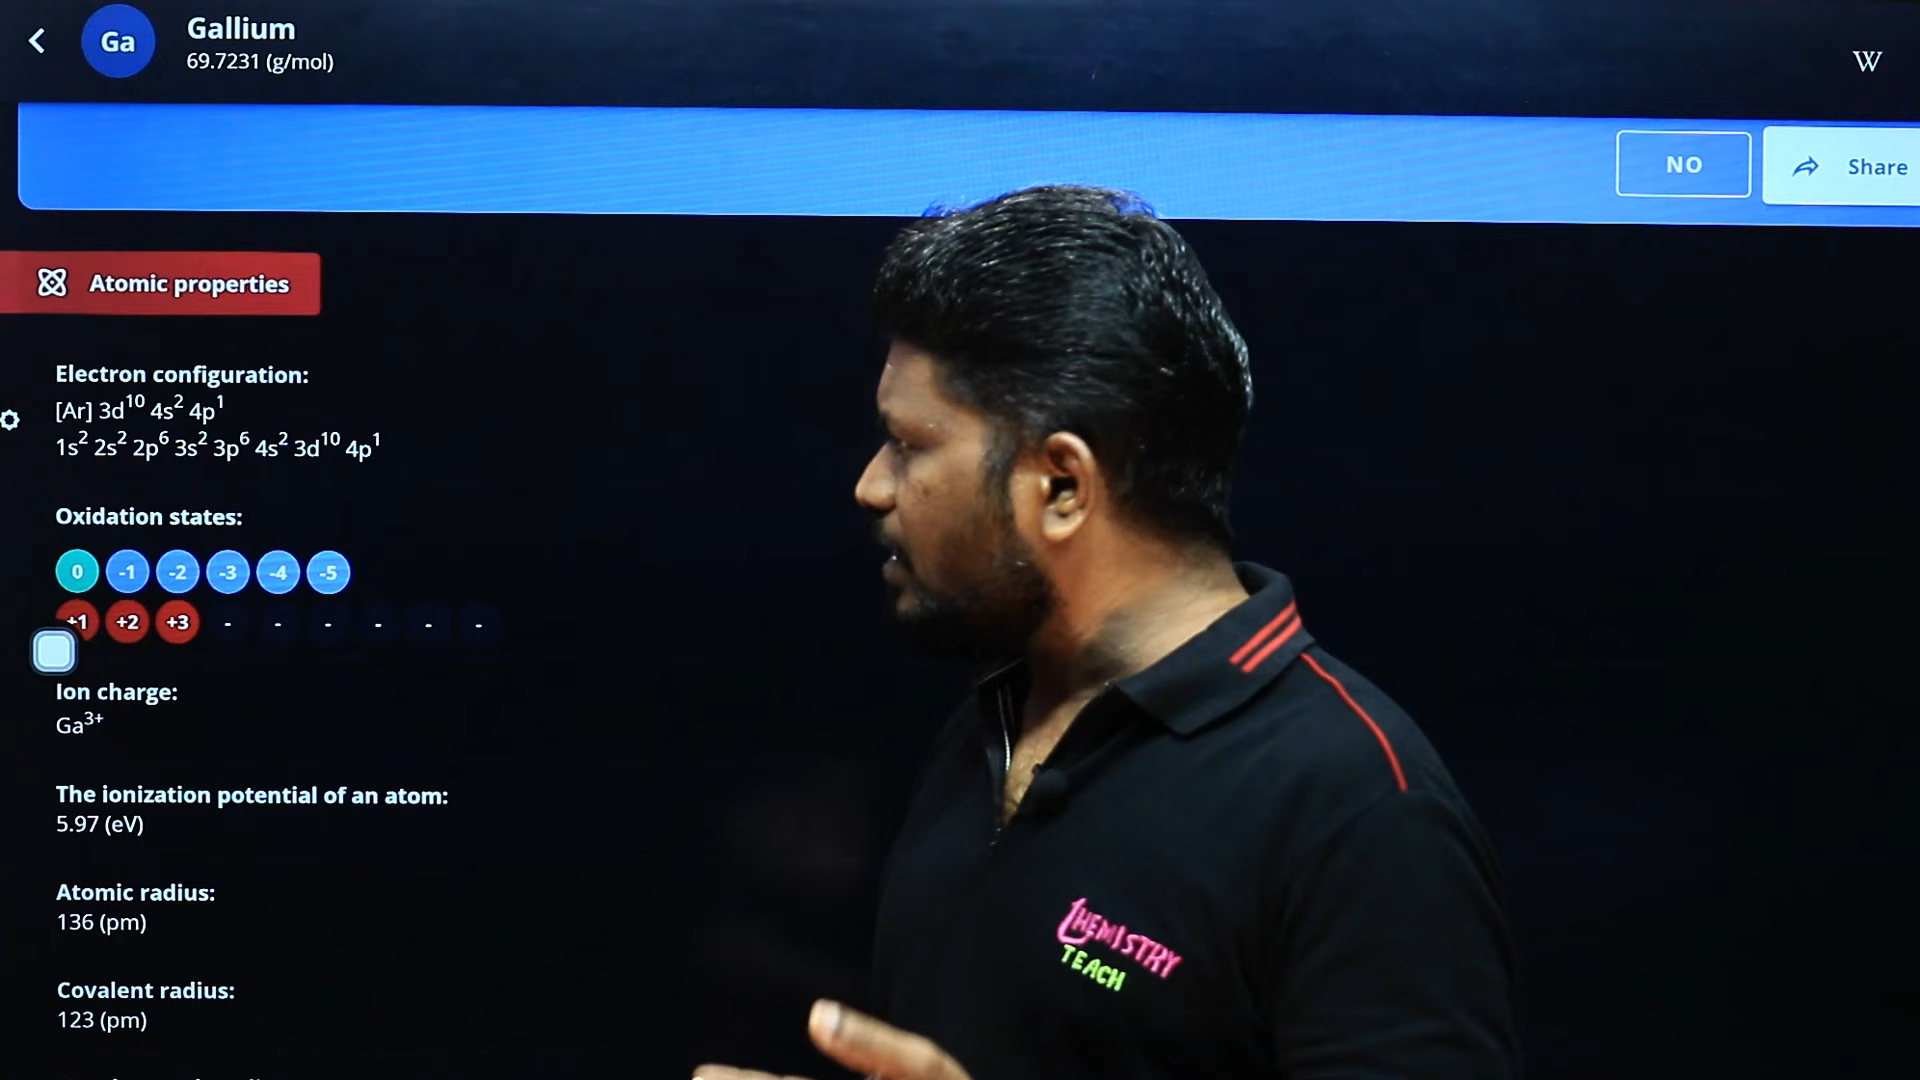 Ga
Gallium
69.7231 (g/mol)
W
NO
Share
Atomic properties
Electron configuration:
[Ar] 3d¹⁰ 4s² 4p¹
1s² 2s² 2p⁶ 3s² 3p⁶ 4s² 3d¹⁰ 4p¹
Oxidation states:
0 -1 -2 -3 -4 -5
+1 +2 +3 - - - - - -
Ion charge:
Ga³⁺
The ionization potential of an atom:
5.97 (eV)
Atomic radius:
136 (pm)
Covalent radius:
123 (pm)
CHEMISTRY
TEACH